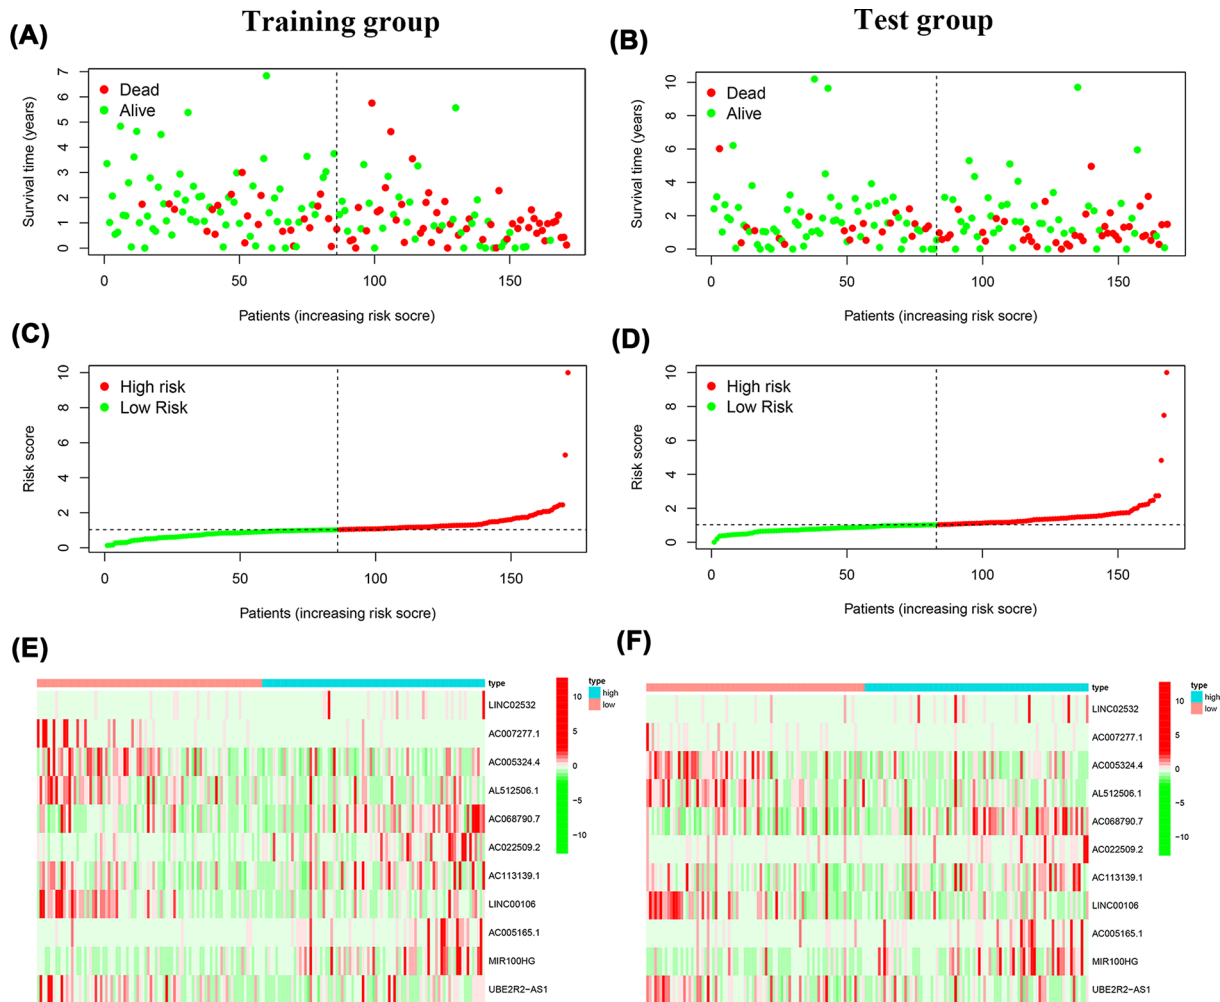 Training group
Test group
(A)
Survival time (years)
7
6
5
4
3
2
1
0
Dead
Alive
0
50
100
150
Patients (increasing risk socre)
(B)
Survival time (years)
10
8
6
4
2
0
Dead
Alive
0
50
100
150
Patients (increasing risk socre)
(C)
Risk score
10
8
6
4
2
0
High risk
Low Risk
0
50
100
150
Patients (increasing risk socre)
(D)
Risk score
10
8
6
4
2
0
High risk
Low Risk
0
50
100
150
Patients (increasing risk socre)
(E)
type
LINC02532
AC007277.1
AC005324.4
AL512506.1
AC068790.7
AC022509.2
AC113139.1
LINC00106
AC005165.1
MIR100HG
UBE2R2−AS1
10
5
0
−5
−10
type
high
low
(F)
type
LINC02532
AC007277.1
AC005324.4
AL512506.1
AC068790.7
AC022509.2
AC113139.1
LINC00106
AC005165.1
MIR100HG
UBE2R2−AS1
10
5
0
−5
−10
type
high
low